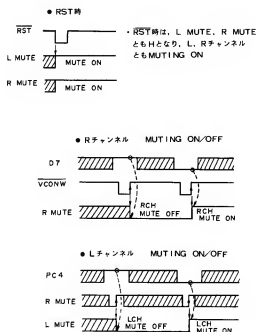 ● RST時
RST
L MUTE MUTE ON
R MUTE MUTE ON
・RST時は、L MUTE, R MUTE
ともHとなり、L, Rチャンネル
ともMUTING ON
● Rチャンネル MUTING ON/OFF
D7
VCONW
R MUTE
RCH
MUTE OFF
RCH
MUTE ON
● Lチャンネル MUTING ON/OFF
PC4
R MUTE
L MUTE
LCH
MUTE OFF
LCH
MUTE ON